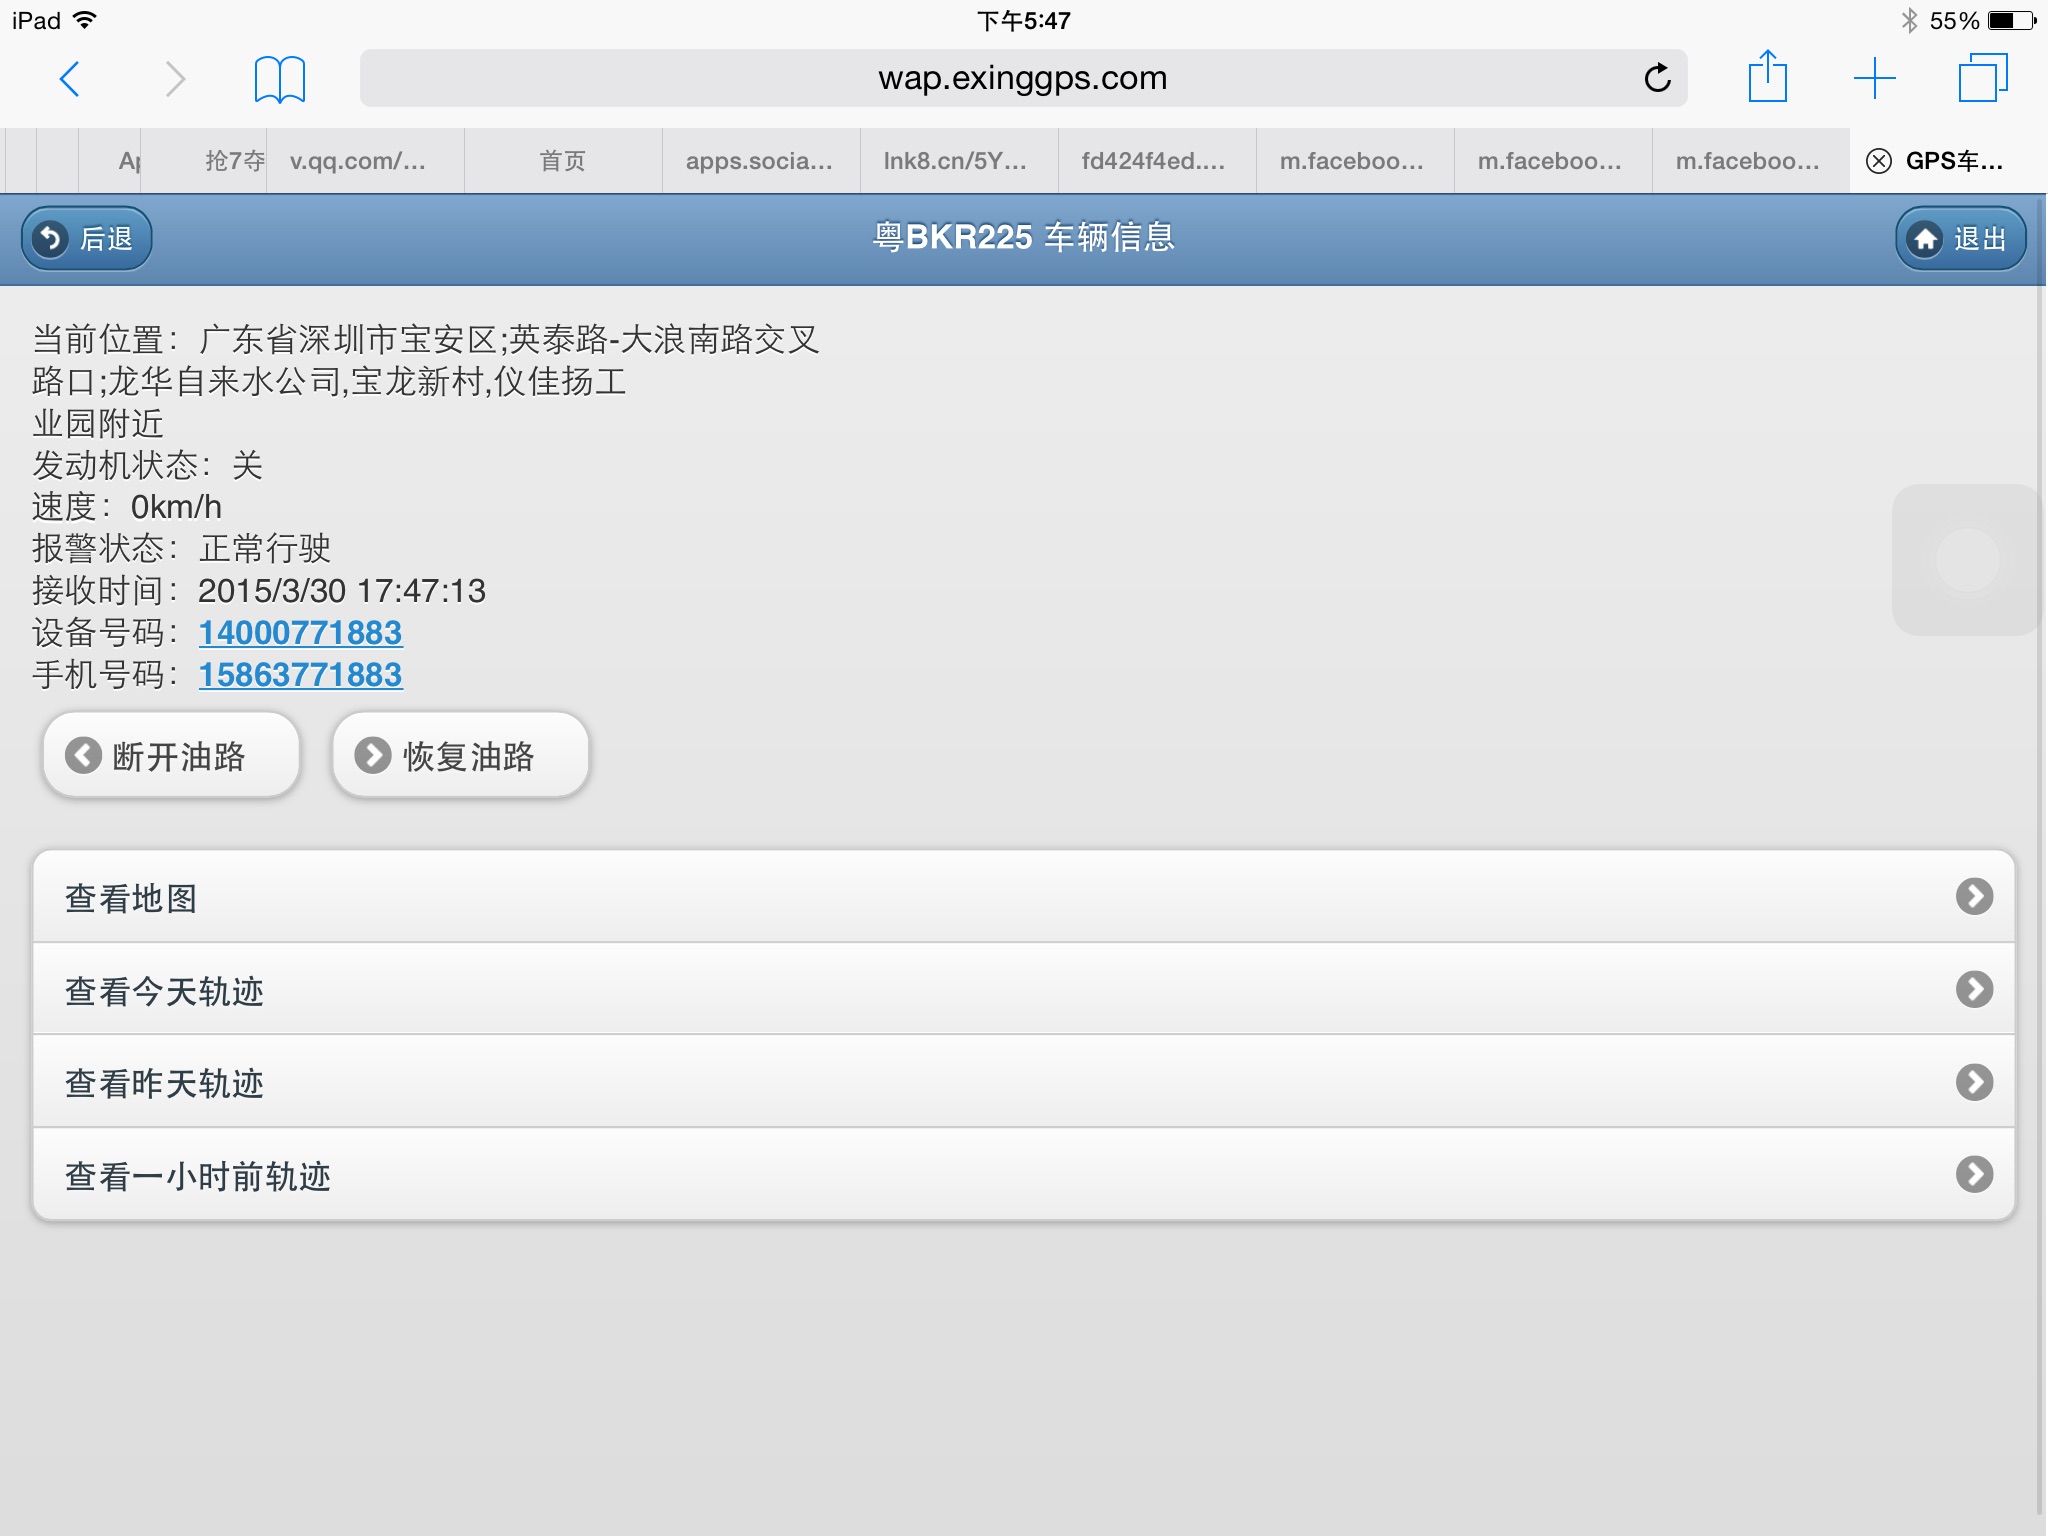 iPad 下午5:47 55%
wap.exinggps.com
抢7夺 v.qq.com/... 首页 apps.socia... lnk8.cn/5Y... fd424f4ed.... m.faceboo... m.faceboo... m.faceboo... GPS车...
后退 粤BKR225 车辆信息 退出
当前位置：广东省深圳市宝安区;英泰路-大浪南路交叉
路口;龙华自来水公司,宝龙新村,仪佳扬工
业园附近
发动机状态：关
速度：0km/h
报警状态：正常行驶
接收时间：2015/3/30 17:47:13
设备号码：14000771883
手机号码：15863771883
断开油路 恢复油路
查看地图
查看今天轨迹
查看昨天轨迹
查看一小时前轨迹